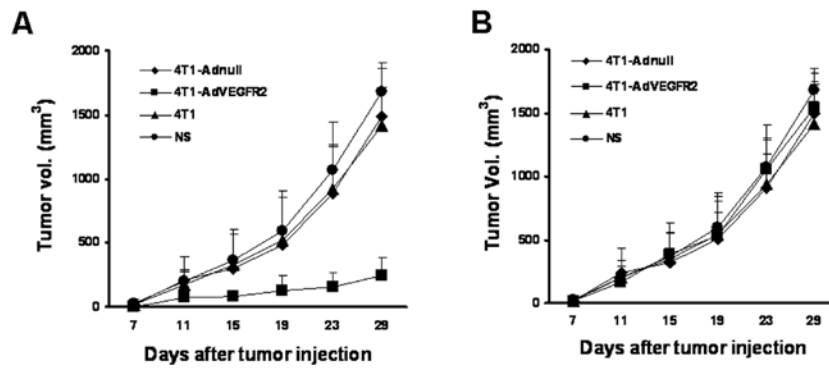 A
Tumor vol. (mm³)
2000
1500
1000
500
0
4T1-Adnull
4T1-AdVEGFR2
4T1
NS
7 11 15 19 23 29
Days after tumor injection
B
Tumor Vol. (mm³)
2000
1500
1000
500
0
4T1-Adnull
4T1-AdVEGFR2
4T1
NS
7 11 15 19 23 29
Days after tumor injection